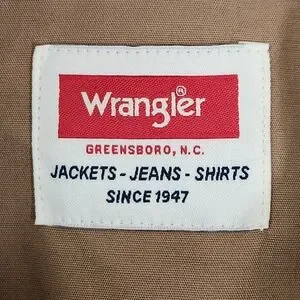 Wrangler®
GREENSBORO, N.C.
JACKETS - JEANS - SHIRTS
SINCE 1947